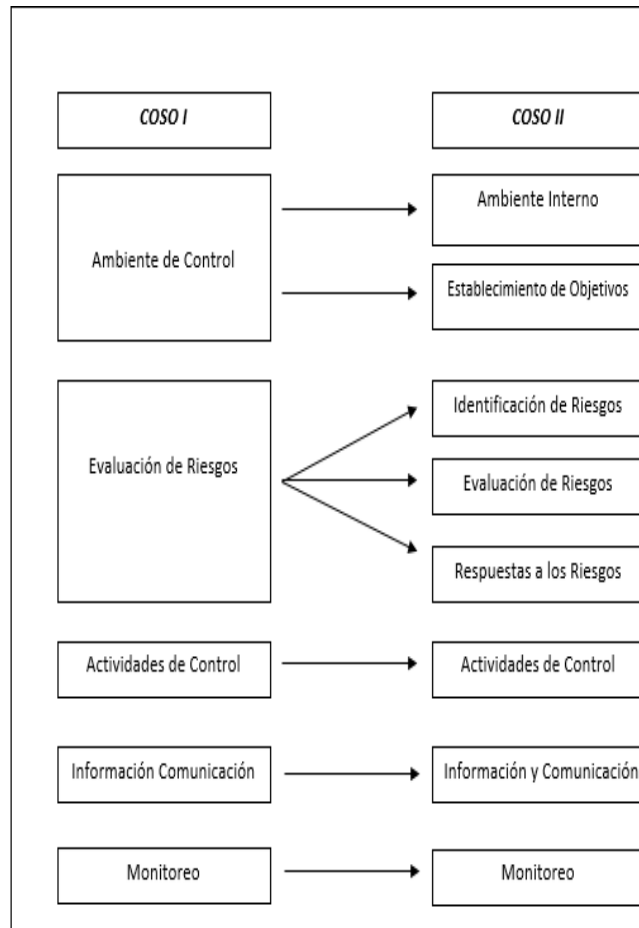 COSO I
COSO II
Ambiente de Control
Ambiente Interno
Establecimiento de Objetivos
Evaluación de Riesgos
Identificación de Riesgos
Evaluación de Riesgos
Respuestas a los Riesgos
Actividades de Control
Actividades de Control
Información Comunicación
Información y Comunicación
Monitoreo
Monitoreo